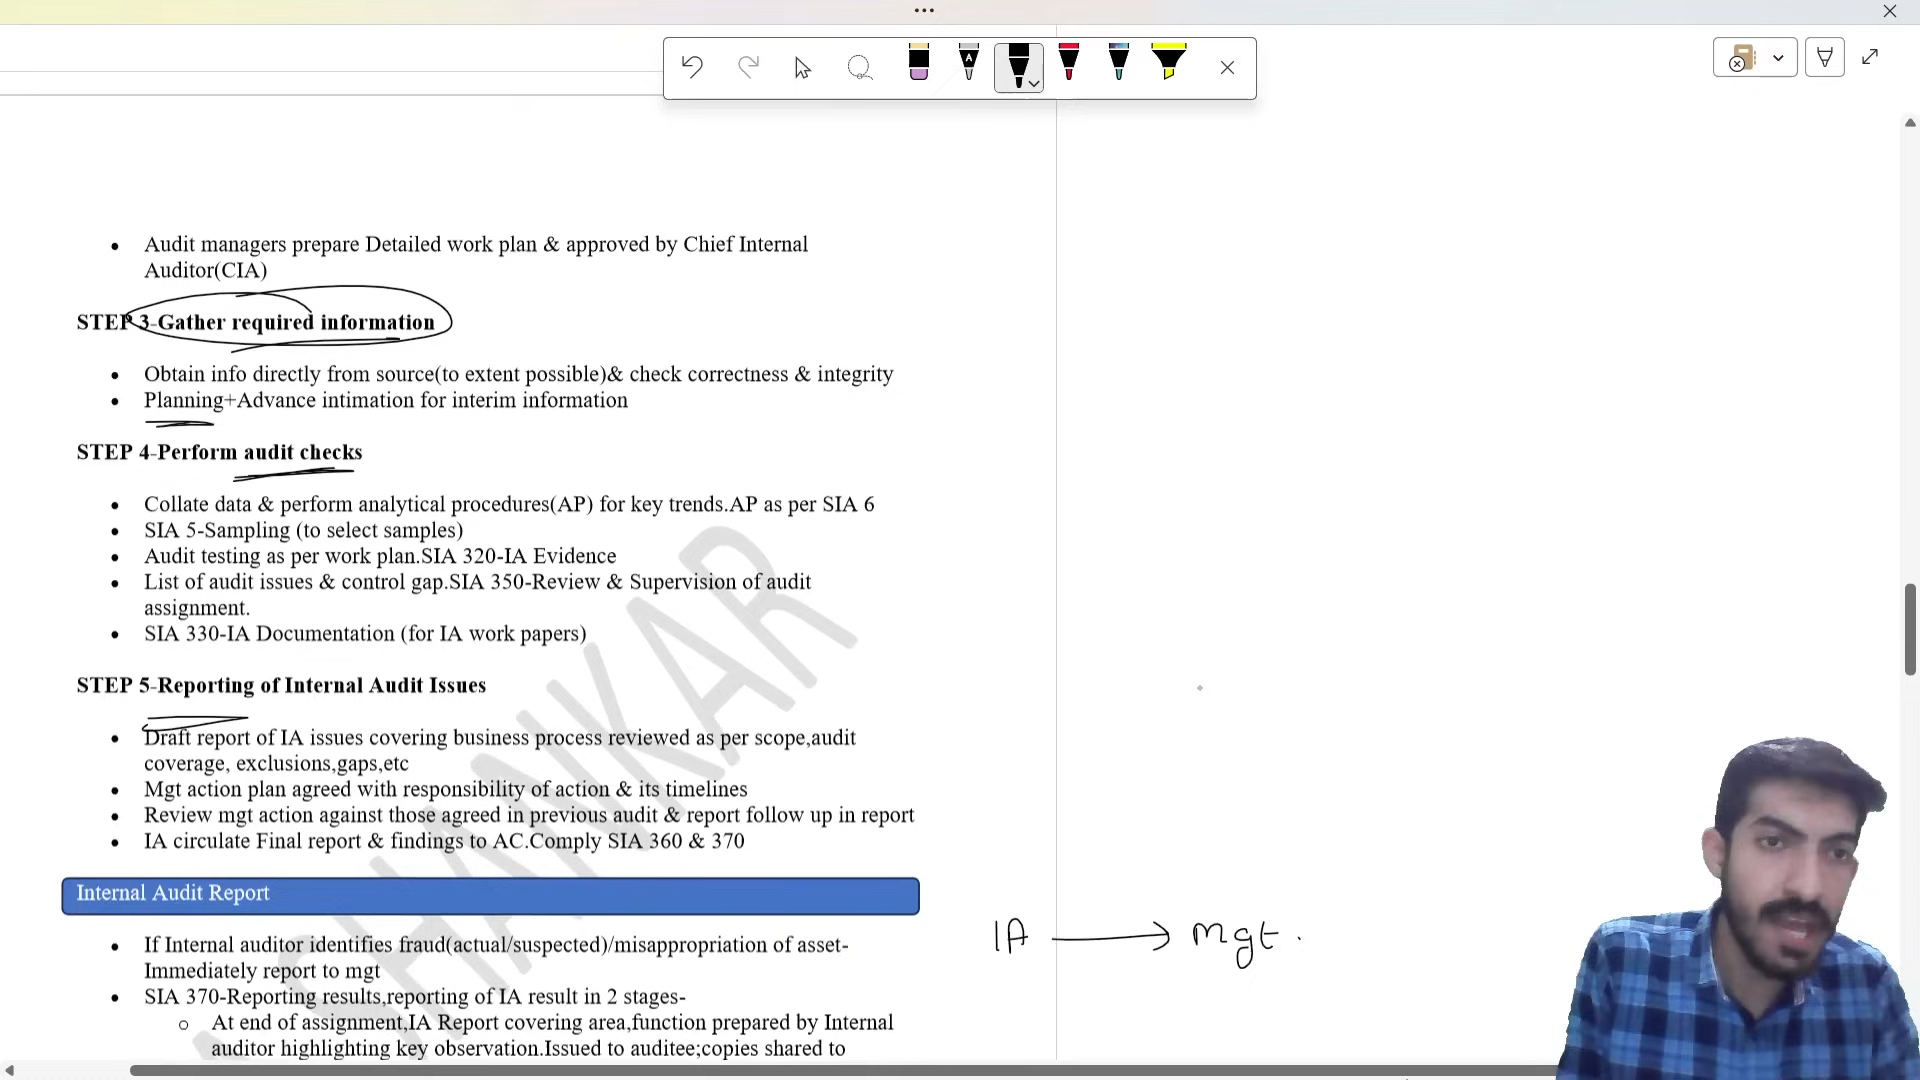 Audit managers prepare Detailed work plan & approved by Chief Internal
Auditor(CIA)
STEP 3-Gather required information
Obtain info directly from source(to extent possible)& check correctness & integrity
Planning+Advance intimation for interim information
STEP 4-Perform audit checks
Collate data & perform analytical procedures(AP) for key trends.AP as per SIA 6
SIA 5-Sampling (to select samples)
Audit testing as per work plan.SIA 320-IA Evidence
List of audit issues & control gap.SIA 350-Review & Supervision of audit
assignment.
SIA 330-IA Documentation (for IA work papers)
STEP 5-Reporting of Internal Audit Issues
Draft report of IA issues covering business process reviewed as per scope,audit
coverage, exclusions,gaps,etc
Mgt action plan agreed with responsibility of action & its timelines
Review mgt action against those agreed in previous audit & report follow up in report
IA circulate Final report & findings to AC.Comply SIA 360 & 370
Internal Audit Report
IA → Mgt.
If Internal auditor identifies fraud(actual/suspected)/misappropriation of asset-
Immediately report to mgt
SIA 370-Reporting results,reporting of IA result in 2 stages-
At end of assignment,IA Report covering area,function prepared by Internal
auditor highlighting key observation.Issued to auditee;copies shared to
SHANKAR